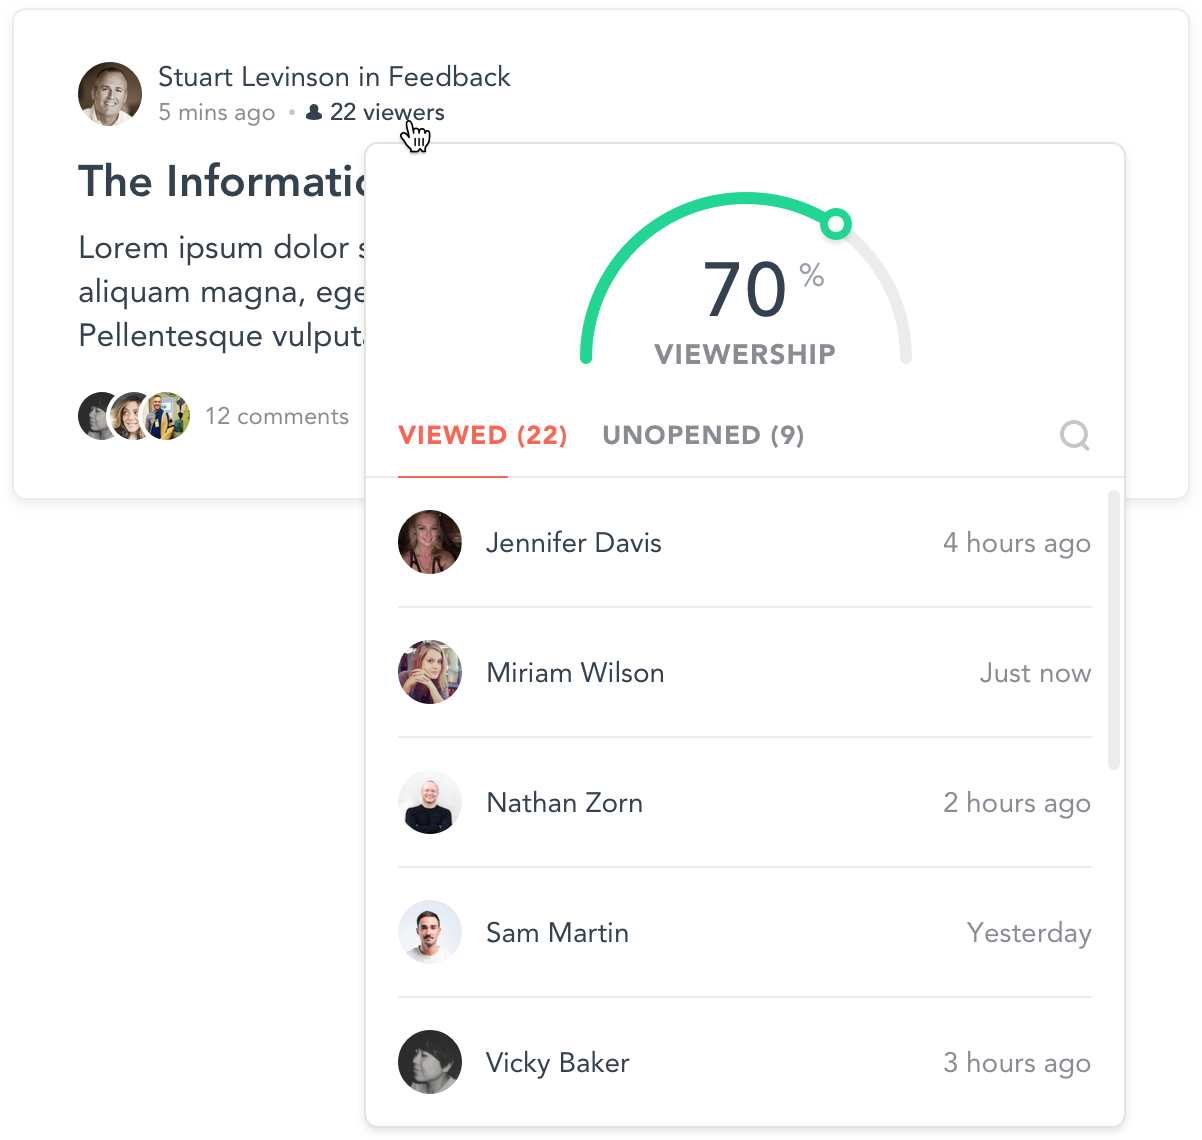 Stuart Levinson in Feedback
5 mins ago • 22 viewers
The Informatio
Lorem ipsum dolor s
aliquam magna, ege
Pellentesque vulputa
12 comments
70 %
VIEWERSHIP
VIEWED (22) UNOPENED (9)
Jennifer Davis 4 hours ago
Miriam Wilson Just now
Nathan Zorn 2 hours ago
Sam Martin Yesterday
Vicky Baker 3 hours ago